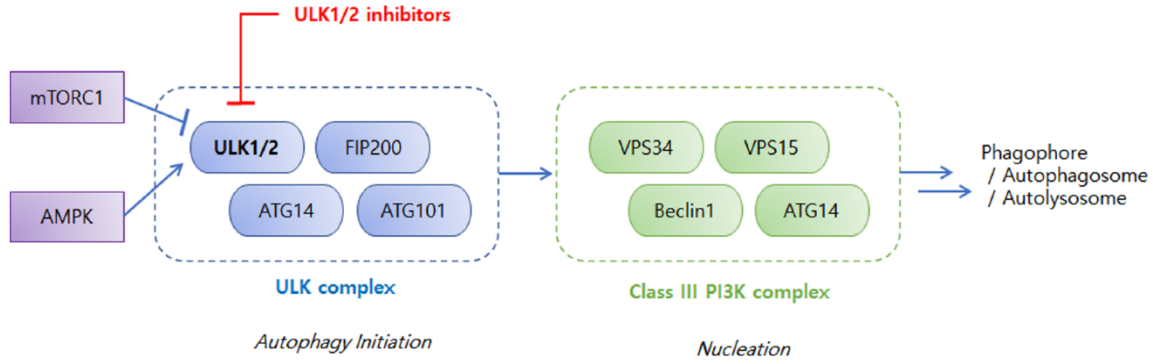 ULK1/2 inhibitors
mTORC1
AMPK
ULK1/2
FIP200
ATG14
ATG101
ULK complex
Autophagy Initiation
VPS34
VPS15
Beclin1
ATG14
Class III PI3K complex
Nucleation
Phagophore
/ Autophagosome
/ Autolysosome